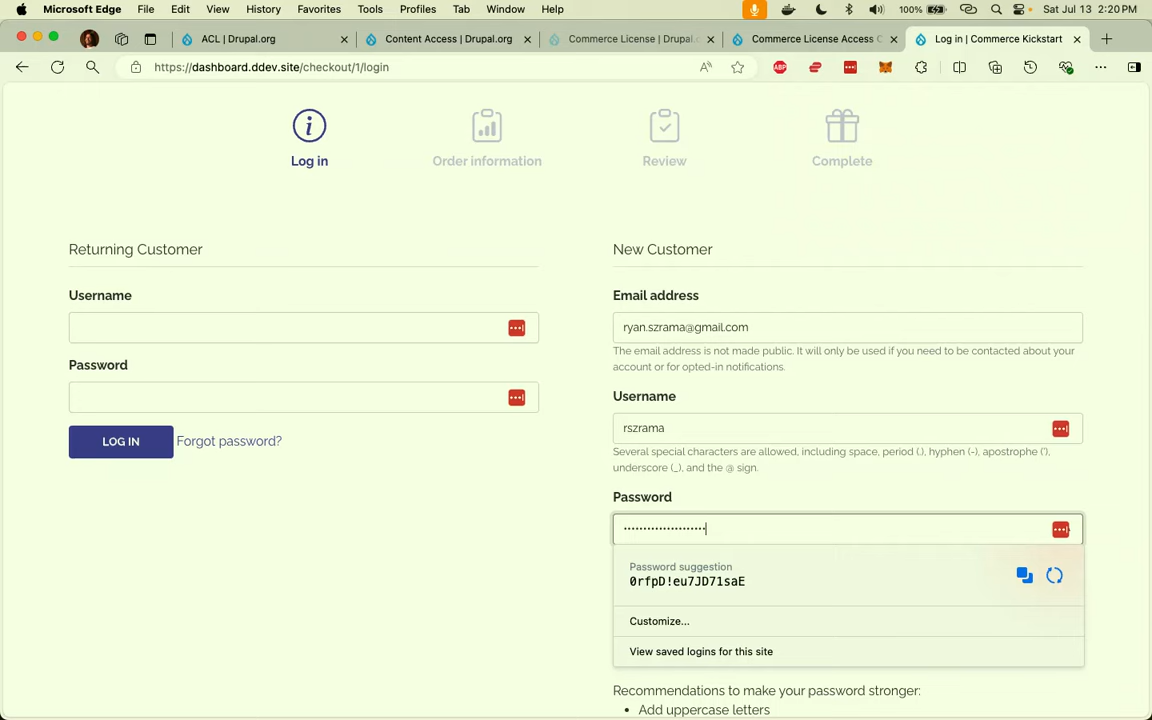 Microsoft Edge File Edit View History Favorites Tools Profiles Tab Window Help 100% Sat Jul 13 2:20 PM
ACL | Drupal.org Content Access | Drupal.org Commerce License | Drupal. Commerce License Access C Log in | Commerce Kickstart
https://dashboard.ddev.site/checkout/1/login
ABP
Log in Order information Review Complete
Returning Customer
Username
Password
LOG IN Forgot password?
New Customer
Email address
ryan.szrama@gmail.com
The email address is not made public. It will only be used if you need to be contacted about your
account or for opted-in notifications.
Username
rszrama
Several special characters are allowed, including space, period (.), hyphen (-), apostrophe ('),
underscore (_), and the @ sign.
Password
Password suggestion
0rfpD!eu7JD71saE
Customize...
View saved logins for this site
Recommendations to make your password stronger:
• Add uppercase letters